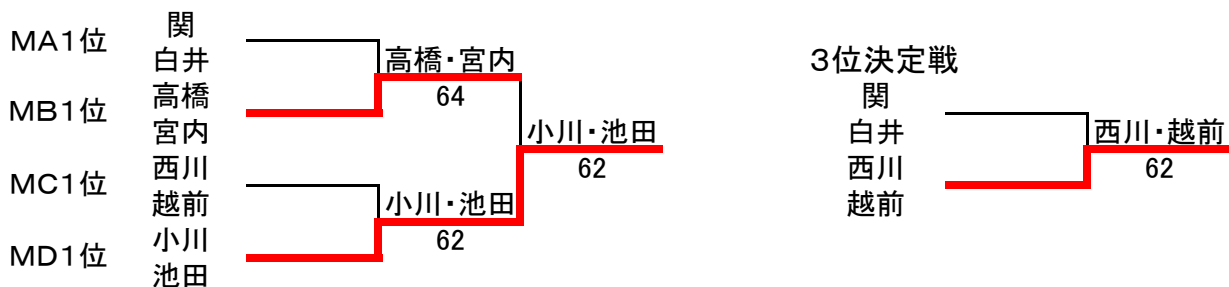 MA1位
関
白井
高橋・宮内
64
MB1位
高橋
宮内
小川・池田
62
MC1位
西川
越前
小川・池田
62
MD1位
小川
池田
3位決定戦
関
白井
西川・越前
62
西川
越前